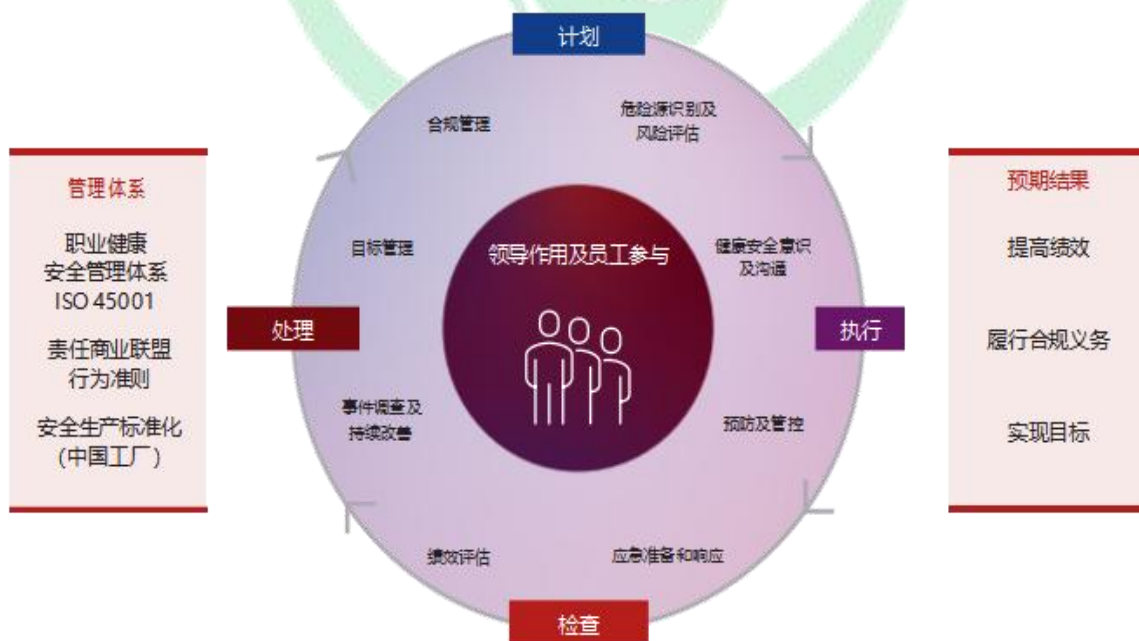 计划
合规管理
危险源识别及
风险评估
管理体系
职业健康
安全管理体系
ISO 45001
责任商业联盟
行为准则
安全生产标准化
(中国工厂)
目标管理
领导作用及员工参与
健康安全意识
及沟通
处理
执行
事件调查及
持续改善
预防及管控
绩效评估
应急准备和响应
检查
预期结果
提高绩效
履行合规义务
实现目标